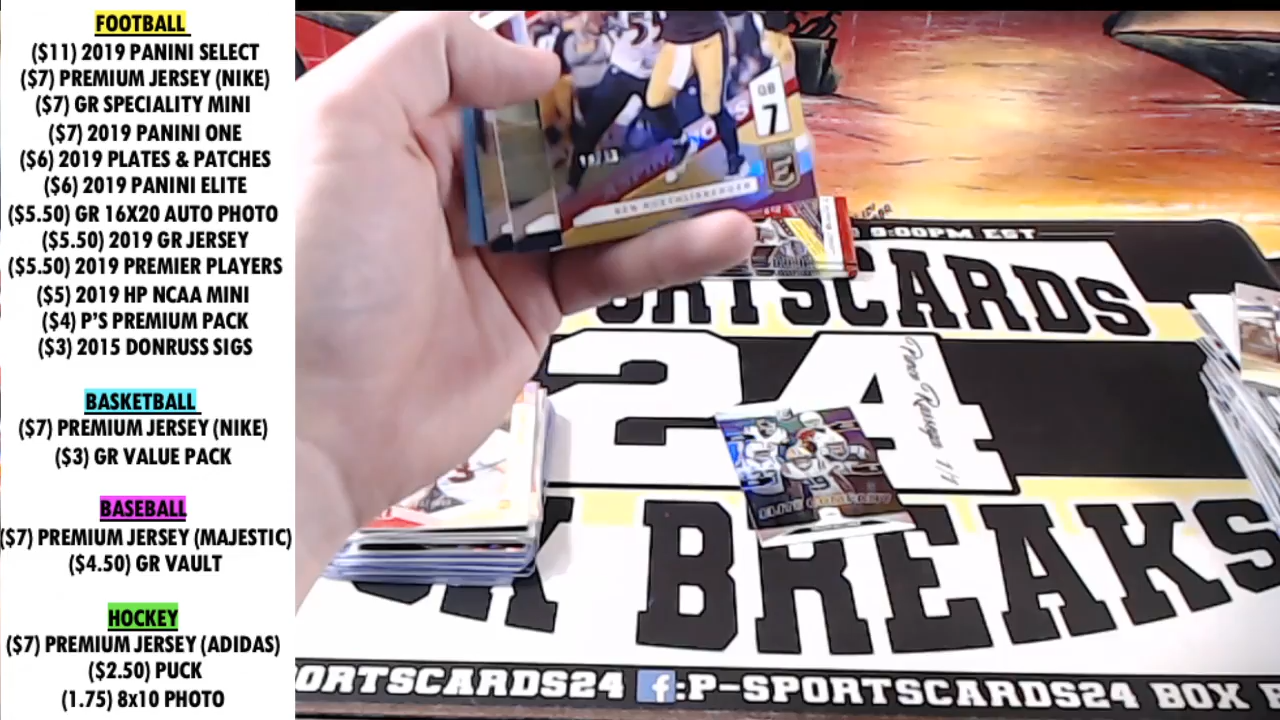 FOOTBALL
($11) 2019 PANINI SELECT
($7) PREMIUM JERSEY (NIKE)
($7) GR SPECIALITY MINI
($7) 2019 PANINI ONE
($6) 2019 PLATES & PATCHES
($6) 2019 PANINI ELITE
($5.50) GR 16X20 AUTO PHOTO
($5.50) 2019 GR JERSEY
($5.50) 2019 PREMIER PLAYERS
($5) 2019 HP NCAA MINI
($4) P'S PREMIUM PACK
($3) 2015 DONRUSS SIGS
BASKETBALL
($7) PREMIUM JERSEY (NIKE)
($3) GR VALUE PACK
BASEBALL
($7) PREMIUM JERSEY (MAJESTIC)
($4.50) GR VAULT
HOCKEY
($7) PREMIUM JERSEY (ADIDAS)
($2.50) PUCK
(1.75) 8x10 PHOTO
QB
7
BEN ROETHLISBERGER
:00PM EST
ORTSCARDS
24
ELITE COMPANY
BREAKS
ORTSCARDS24 f:P-SPORTSCARDS24 BOX